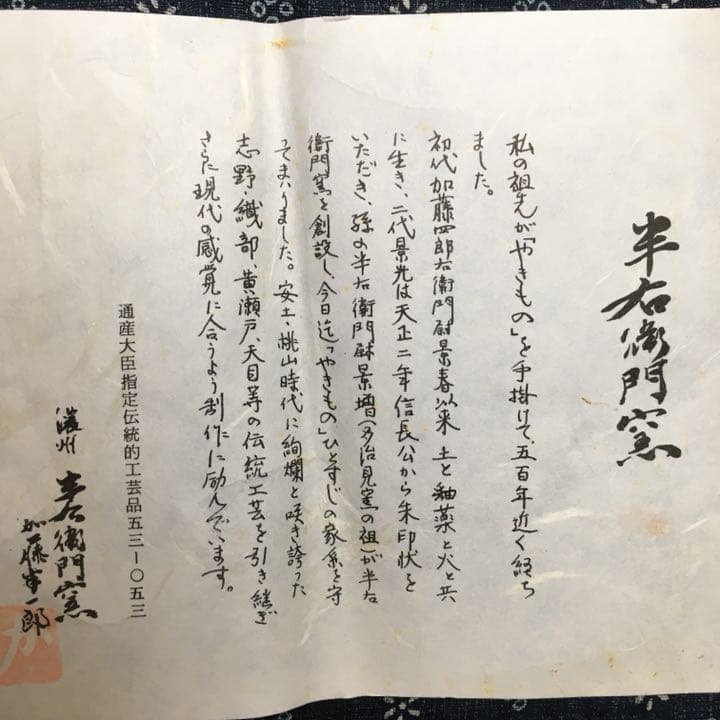 半右衛門窯
私の祖先が「やきもの」を手掛けて、五百年近く経ち
ました。
初代加藤四郎右衛門尉景春以来 土と釉薬と火と共
に生き、二代景光は天正二年信長公から朱印状を
いただき、孫の半右衛門尉景増(多治見窯の祖)が半右
衛門窯を創設し、今日迄「やきもの」ひとすじの家系を守
ってまいりました。安土、桃山時代に絢爛と咲き誇った
志野・織部、黄瀬戸、天目等の伝統工芸を引き継ぎ
さらに現代の感覚に合うよう制作に励んでいます。
通産大臣指定伝統的工芸品五三−〇五三
濃州 半右衛門窯
加藤幸一郎
か